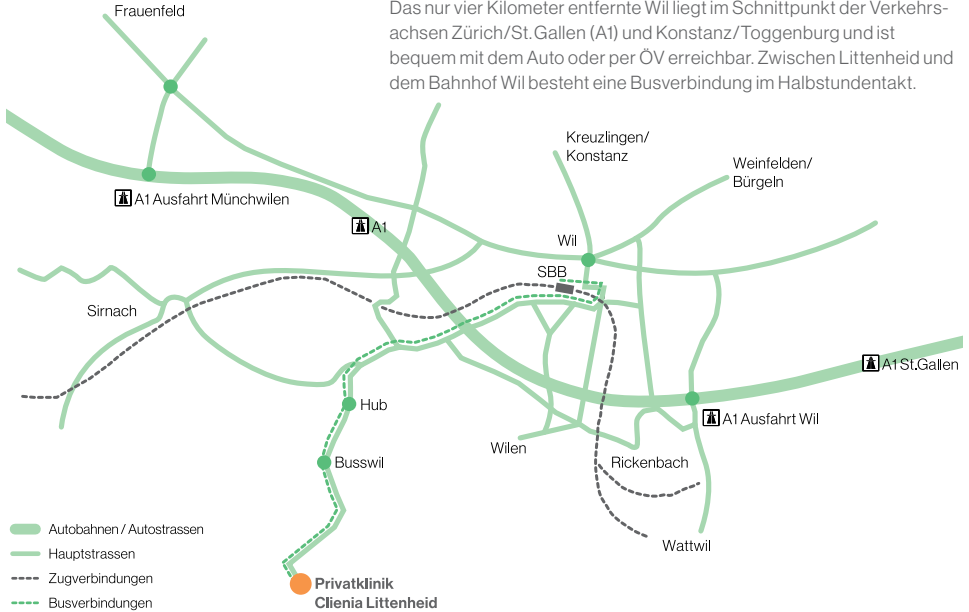 Frauenfeld
Das nur vier Kilometer entfernte Wil liegt im Schnittpunkt der Verkehrs-
achsen Zürich/St. Gallen (A1) und Konstanz/Toggenburg und ist
bequem mit dem Auto oder per ÖV erreichbar. Zwischen Littenheid und
dem Bahnhof Wil besteht eine Busverbindung im Halbstundentakt.
Kreuzlingen/
Konstanz
Weinfelden/
Bürgeln
A1 Ausfahrt Münchwilen
A1
Wil
SBB
Sirnach
A1 St. Gallen
Hub
A1 Ausfahrt Wil
Wilen
Busswil
Rickenbach
Wattwil
Autobahnen / Autostrassen
Hauptstrassen
Zugverbindungen
Busverbindungen
Privatklinik
Clienia Littenheid